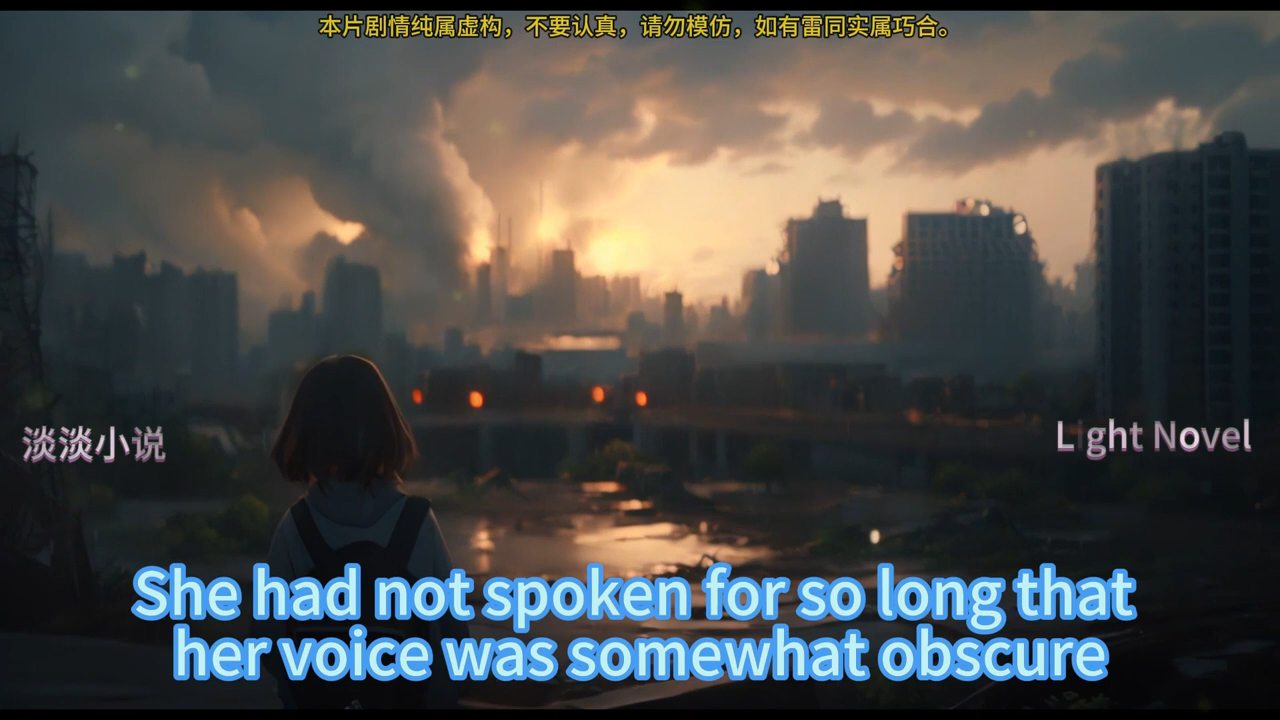 本片剧情纯属虚构，不要认真，请勿模仿，如有雷同实属巧合。
淡淡小说
Light Novel
She had not spoken for so long that
her voice was somewhat obscure